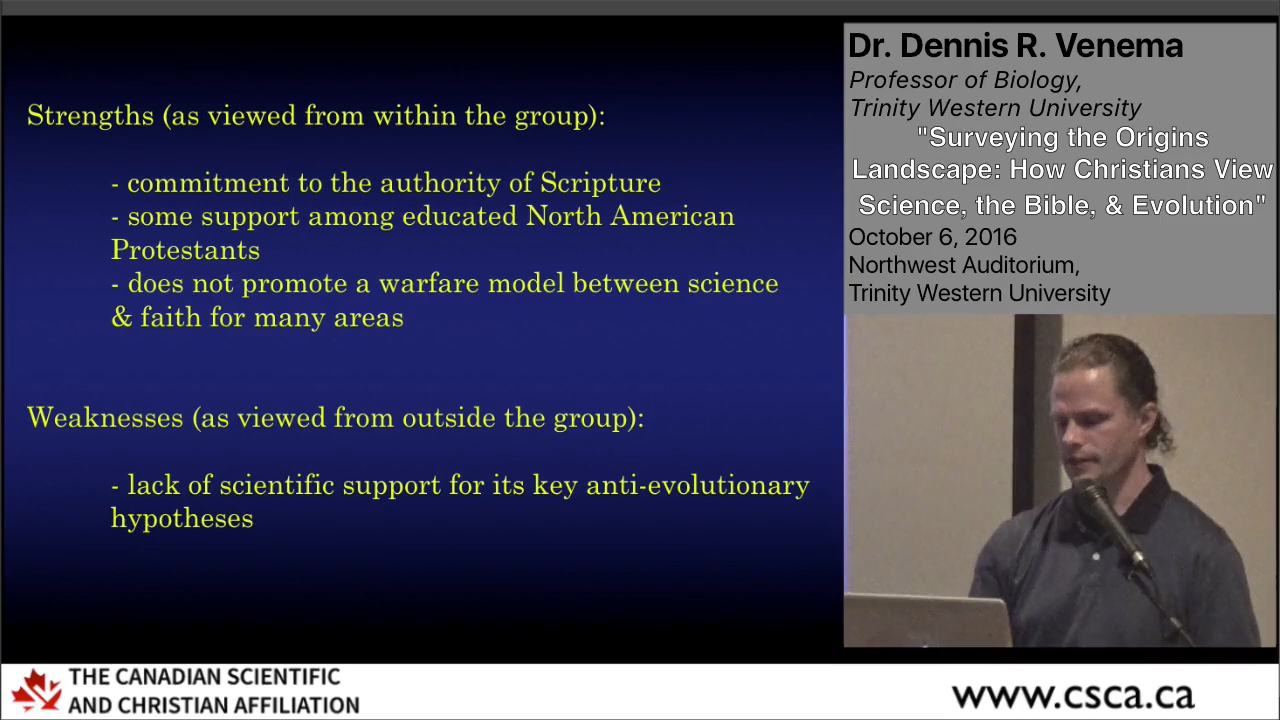 Strengths (as viewed from within the group):
- commitment to the authority of Scripture
- some support among educated North American
Protestants
- does not promote a warfare model between science
& faith for many areas
Weaknesses (as viewed from outside the group):
- lack of scientific support for its key anti-evolutionary
hypotheses
Dr. Dennis R. Venema
Professor of Biology,
Trinity Western University
"Surveying the Origins
Landscape: How Christians View
Science, the Bible, & Evolution"
October 6, 2016
Northwest Auditorium,
Trinity Western University
THE CANADIAN SCIENTIFIC
AND CHRISTIAN AFFILIATION
www.csca.ca